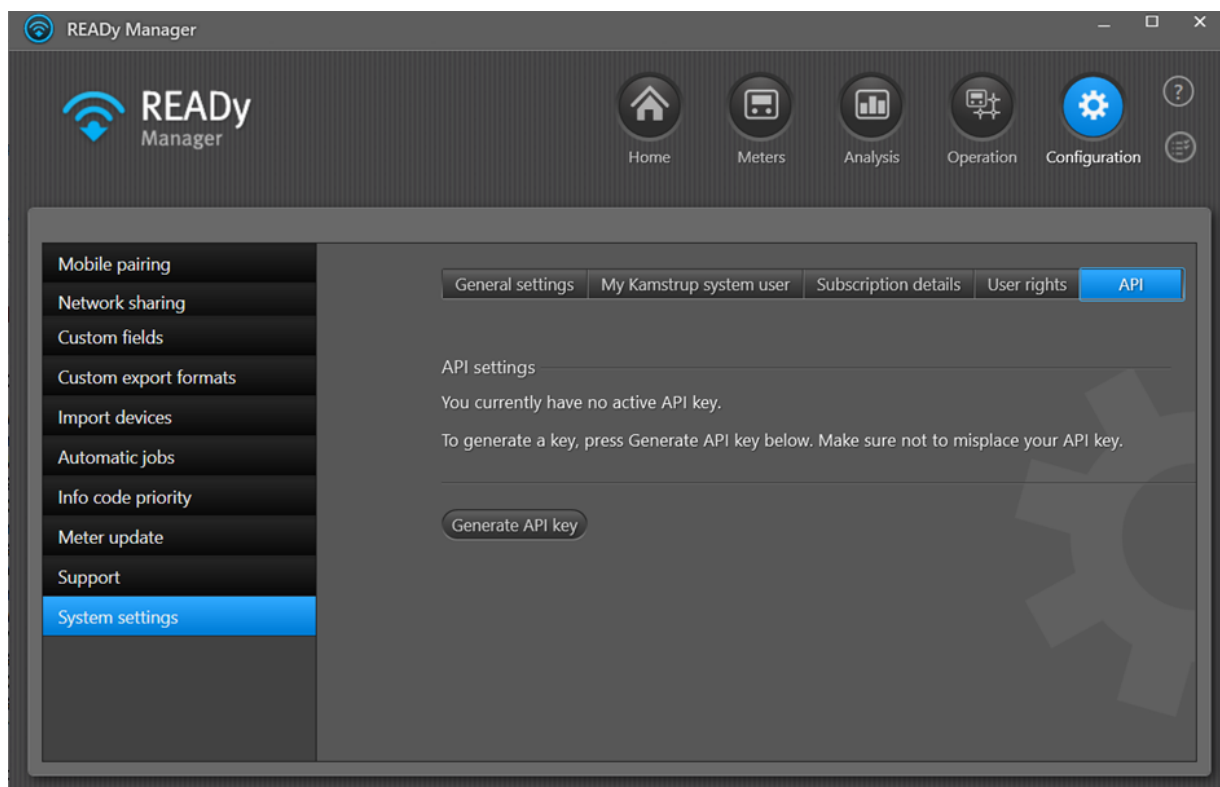 READy Manager
READy
Manager
Home
Meters
Analysis
Operation
Configuration
?
Mobile pairing
Network sharing
Custom fields
Custom export formats
Import devices
Automatic jobs
Info code priority
Meter update
Support
System settings
General settings
My Kamstrup system user
Subscription details
User rights
API
API settings
You currently have no active API key.
To generate a key, press Generate API key below. Make sure not to misplace your API key.
Generate API key